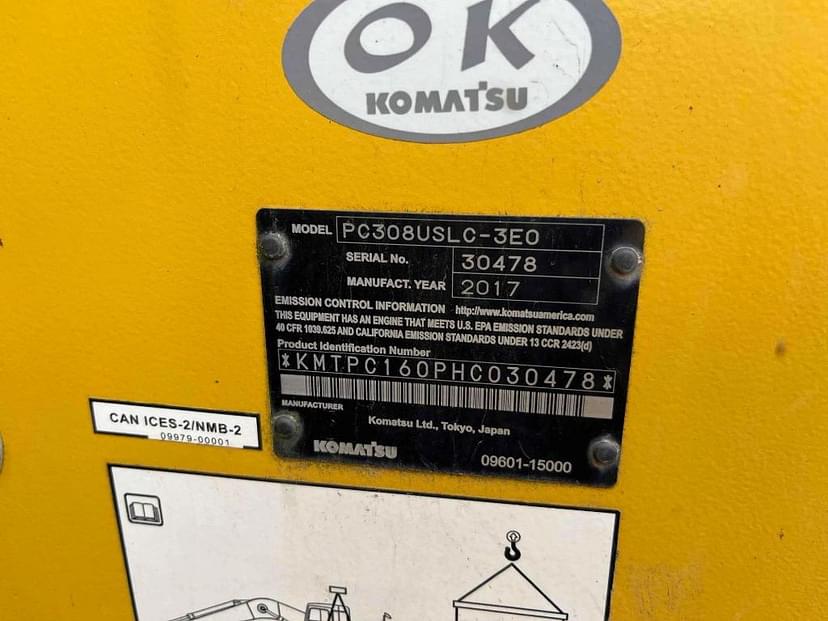 OK
KOMATSU
MODEL PC308USLC-3E0
SERIAL No. 30478
MANUFACT. YEAR 2017
EMISSION CONTROL INFORMATION http://www.komatsuamerica.com
THIS EQUIPMENT HAS AN ENGINE THAT MEETS U.S. EPA EMISSION STANDARDS UNDER
40 CFR 1039.625 AND CALIFORNIA EMISSION STANDARDS UNDER 13 CCR 2423(d)
Product Identification Number
*KMTPC160PHC030478*
MANUFACTURER
Komatsu Ltd., Tokyo, Japan
KOMATSU 09601-15000
CAN ICES-2/NMB-2
09979-00001